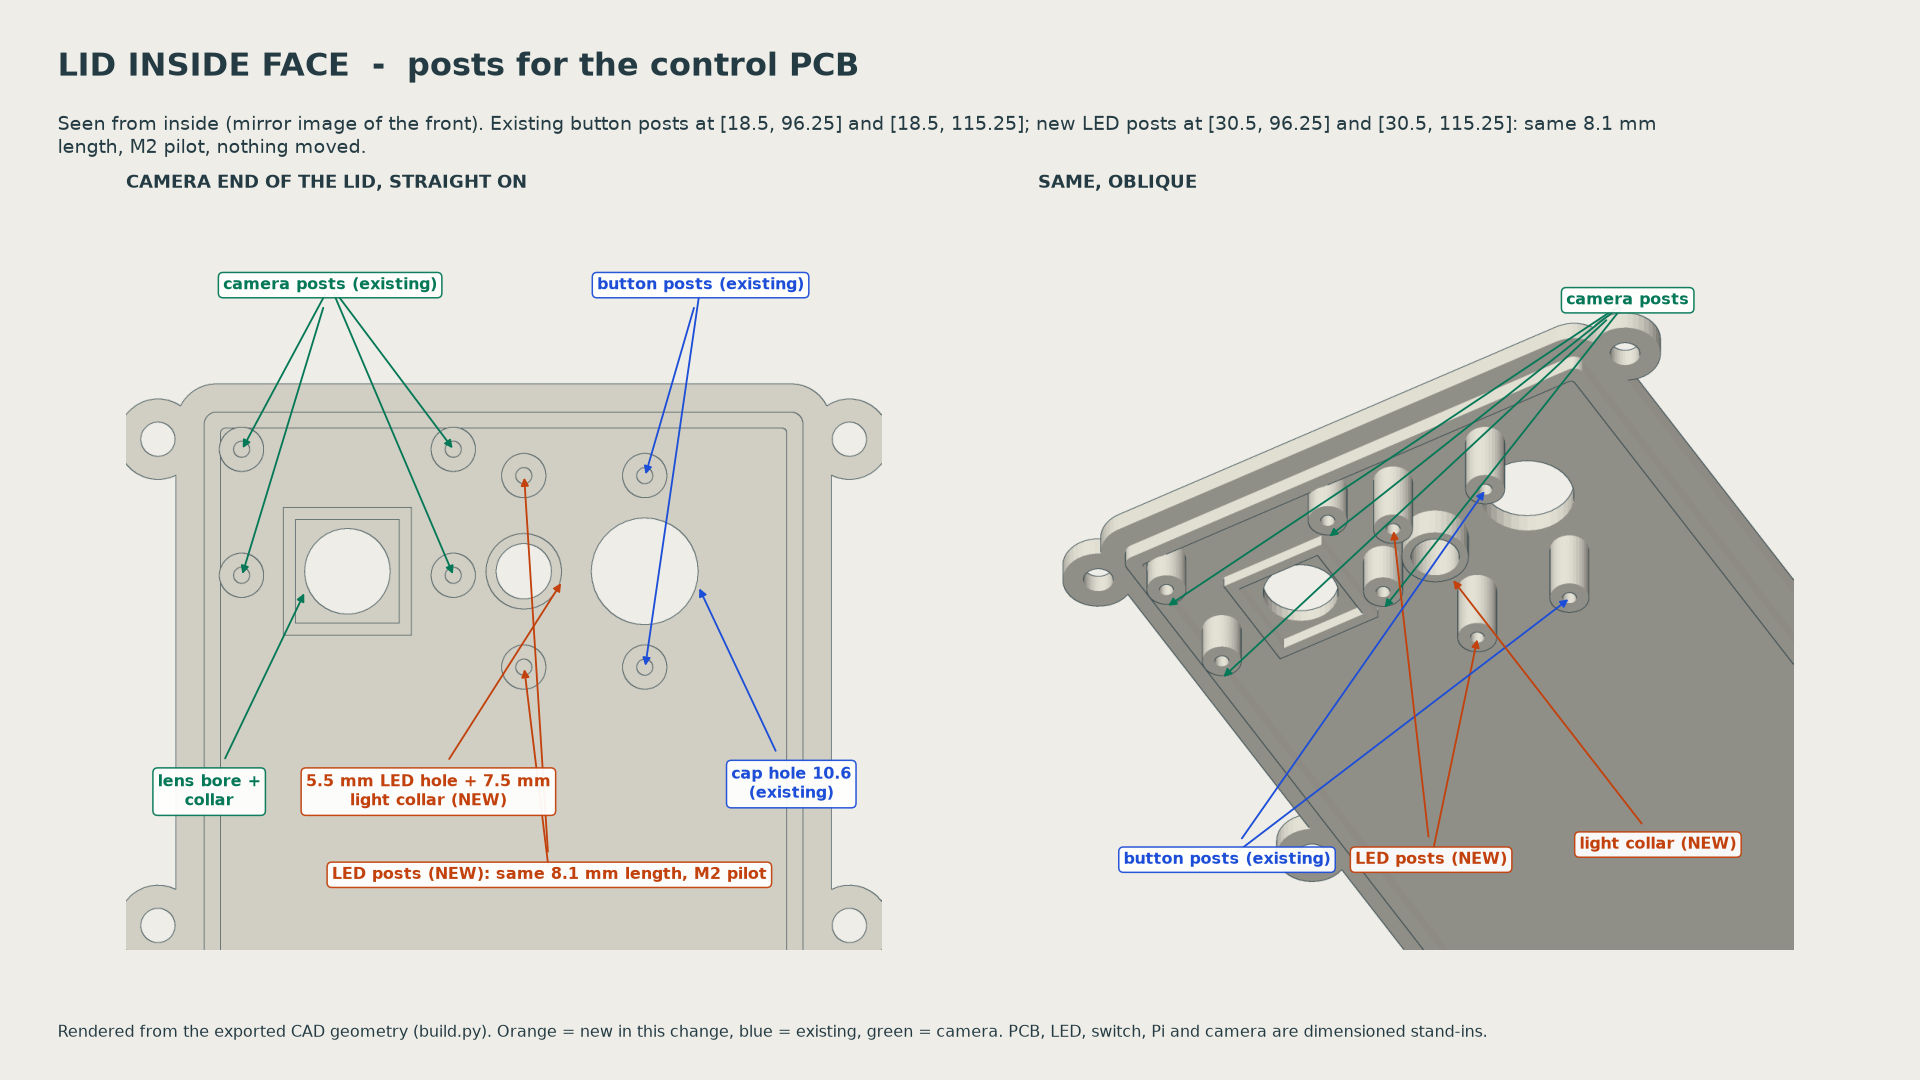 LID INSIDE FACE - posts for the control PCB
Seen from inside (mirror image of the front). Existing button posts at [18.5, 96.25] and [18.5, 115.25]; new LED posts at [30.5, 96.25] and [30.5, 115.25]: same 8.1 mm
length, M2 pilot, nothing moved.
CAMERA END OF THE LID, STRAIGHT ON
camera posts (existing)
button posts (existing)
lens bore +
collar
5.5 mm LED hole + 7.5 mm
light collar (NEW)
cap hole 10.6
(existing)
LED posts (NEW): same 8.1 mm length, M2 pilot
SAME, OBLIQUE
camera posts
button posts (existing)
LED posts (NEW)
light collar (NEW)
Rendered from the exported CAD geometry (build.py). Orange = new in this change, blue = existing, green = camera. PCB, LED, switch, Pi and camera are dimensioned stand-ins.